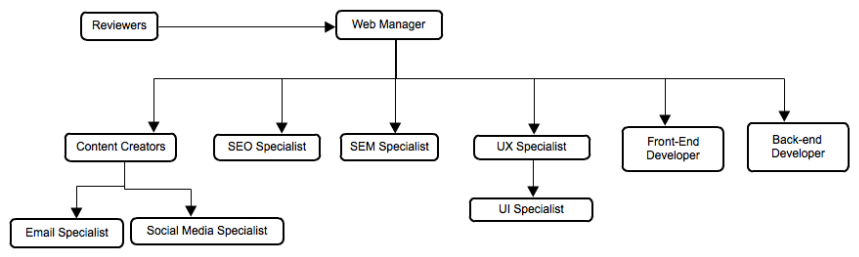 Reviewers
Web Manager
Content Creators
SEO Specialist
SEM Specialist
UX Specialist
Front-End
Developer
Back-end
Developer
Email Specialist
Social Media Specialist
UI Specialist